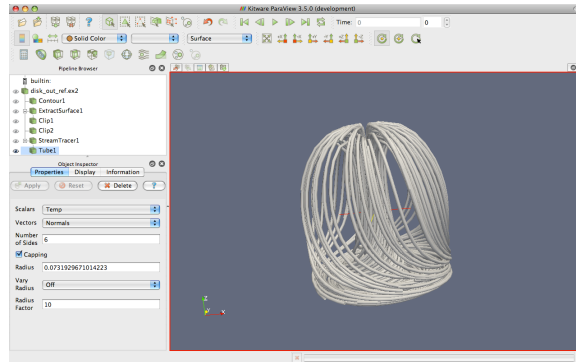 Kitware ParaView 3.5.0 (development)
Time: 0 0
Solid Color Surface
Pipeline Browser
builtin:
disk_out_ref.ex2
Contour1
ExtractSurface1
Clip1
Clip2
StreamTracer1
Tube1
Object Inspector
Properties Display Information
Apply Reset Delete ?
Scalars Temp
Vectors Normals
Number
of Sides 6
Capping
Radius 0.0731929671014223
Vary
Radius Off
Radius
Factor 10
Z
Y
X